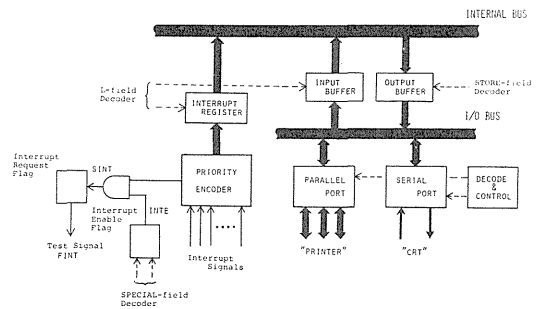 INTERNAL BUS
L-field
Decoder
INTERRUPT
REGISTER
INPUT
BUFFER
OUTPUT
BUFFER
STORE-field
Decoder
I/O BUS
Interrupt
Request
Flag
SINT
PRIORITY
ENCODER
PARALLEL
PORT
SERIAL
PORT
DECODE
&
CONTROL
Interrupt
Enable
Flag
INTE
Test Signal
FINT
Interrupt
Signals
"PRINTER"
"CRT"
SPECIAL-field
Decoder